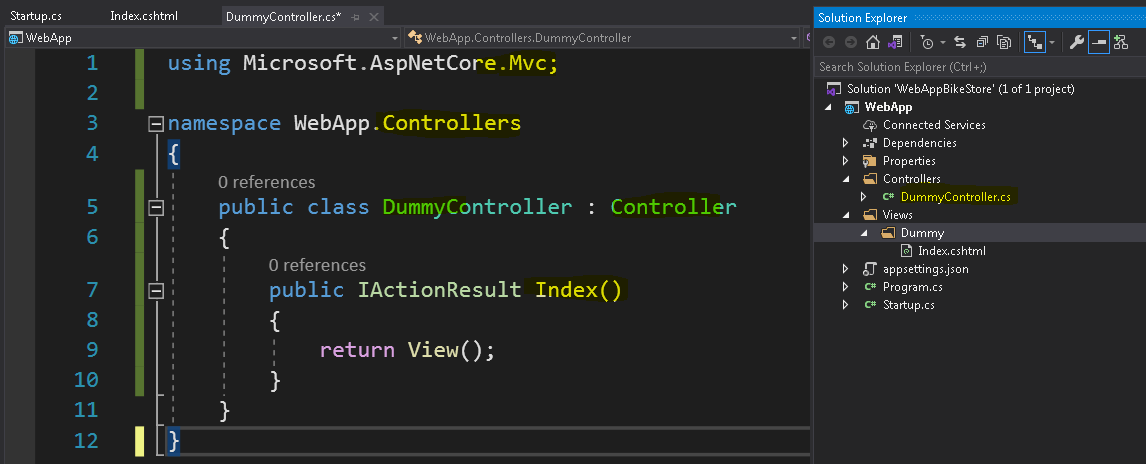 Startup.cs Index.cshtml DummyController.cs*
WebApp WebApp.Controllers.DummyController
1 using Microsoft.AspNetCore.Mvc;
2
3 namespace WebApp.Controllers
4 {
0 references
5 public class DummyController : Controller
6 {
0 references
7 public IActionResult Index()
8 {
9 return View();
10 }
11 }
12 }
Solution Explorer
Search Solution Explorer (Ctrl+;)
Solution 'WebAppBikeStore' (1 of 1 project)
WebApp
Connected Services
Dependencies
Properties
Controllers
C# DummyController.cs
Views
Dummy
Index.cshtml
appsettings.json
C# Program.cs
C# Startup.cs